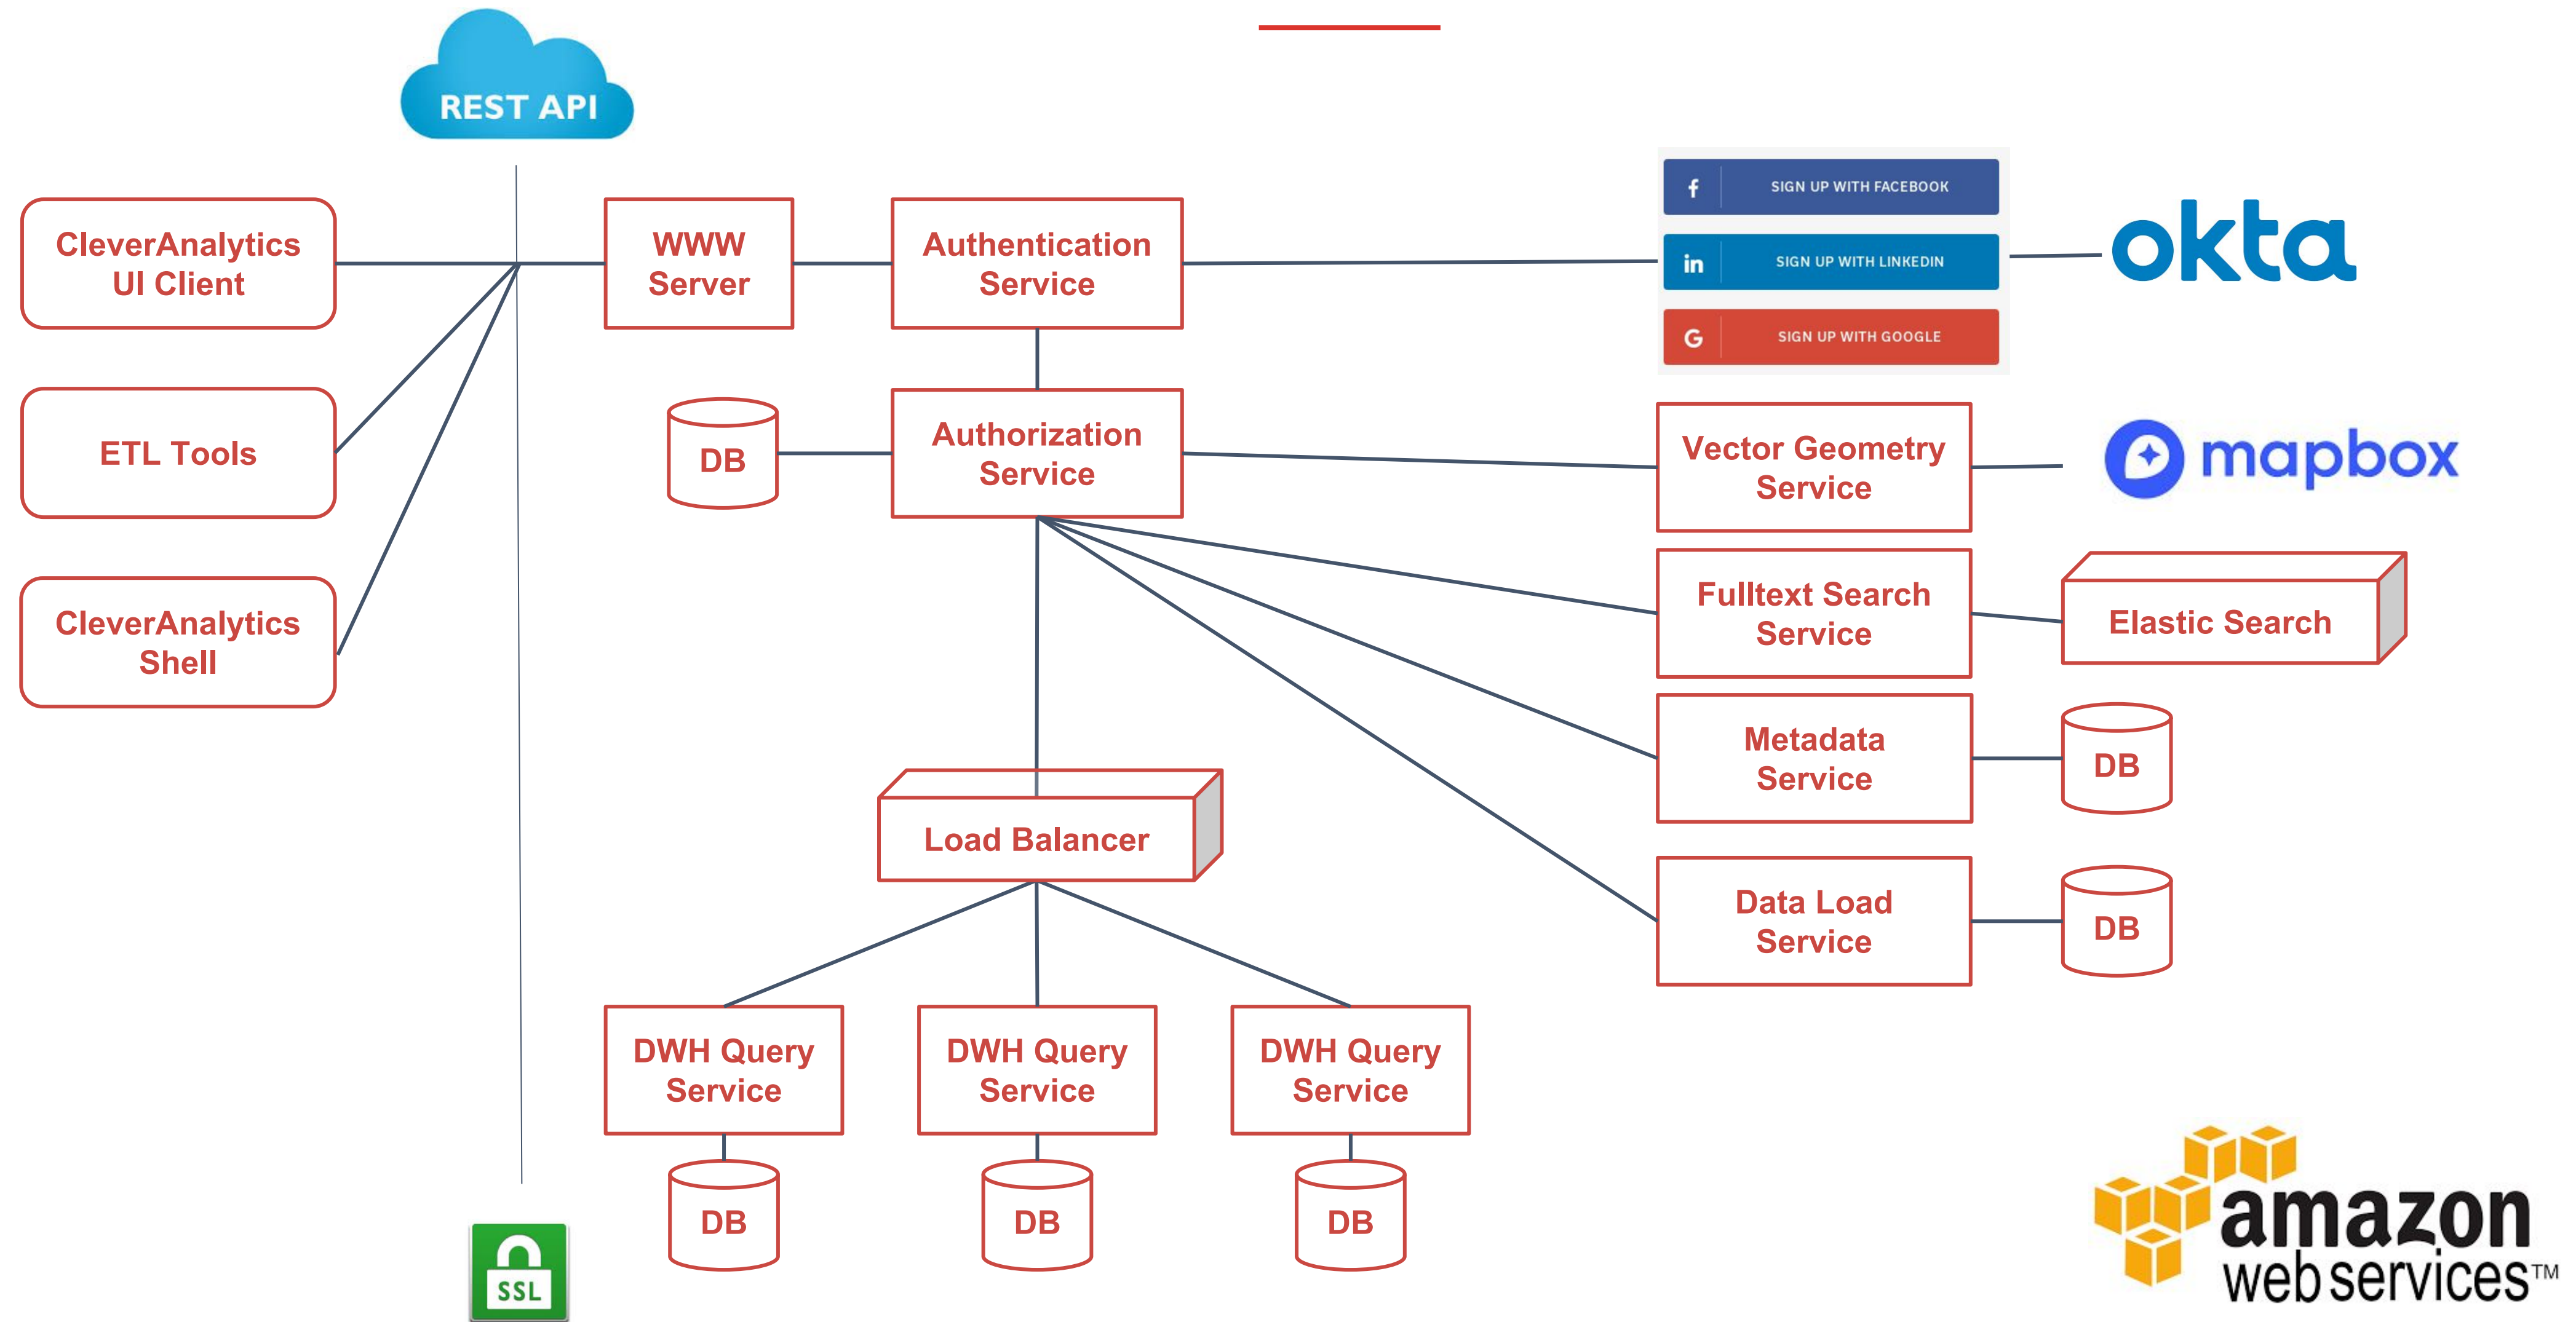 REST API
CleverAnalytics
UI Client
WWW
Server
Authentication
Service
f
SIGN UP WITH FACEBOOK
in
SIGN UP WITH LINKEDIN
G
SIGN UP WITH GOOGLE
okta
ETL Tools
DB
Authorization
Service
Vector Geometry
Service
mapbox
CleverAnalytics
Shell
Fulltext Search
Service
Elastic Search
Metadata
Service
DB
Load Balancer
Data Load
Service
DB
DWH Query
Service
DWH Query
Service
DWH Query
Service
DB
DB
DB
SSL
amazon
web services™